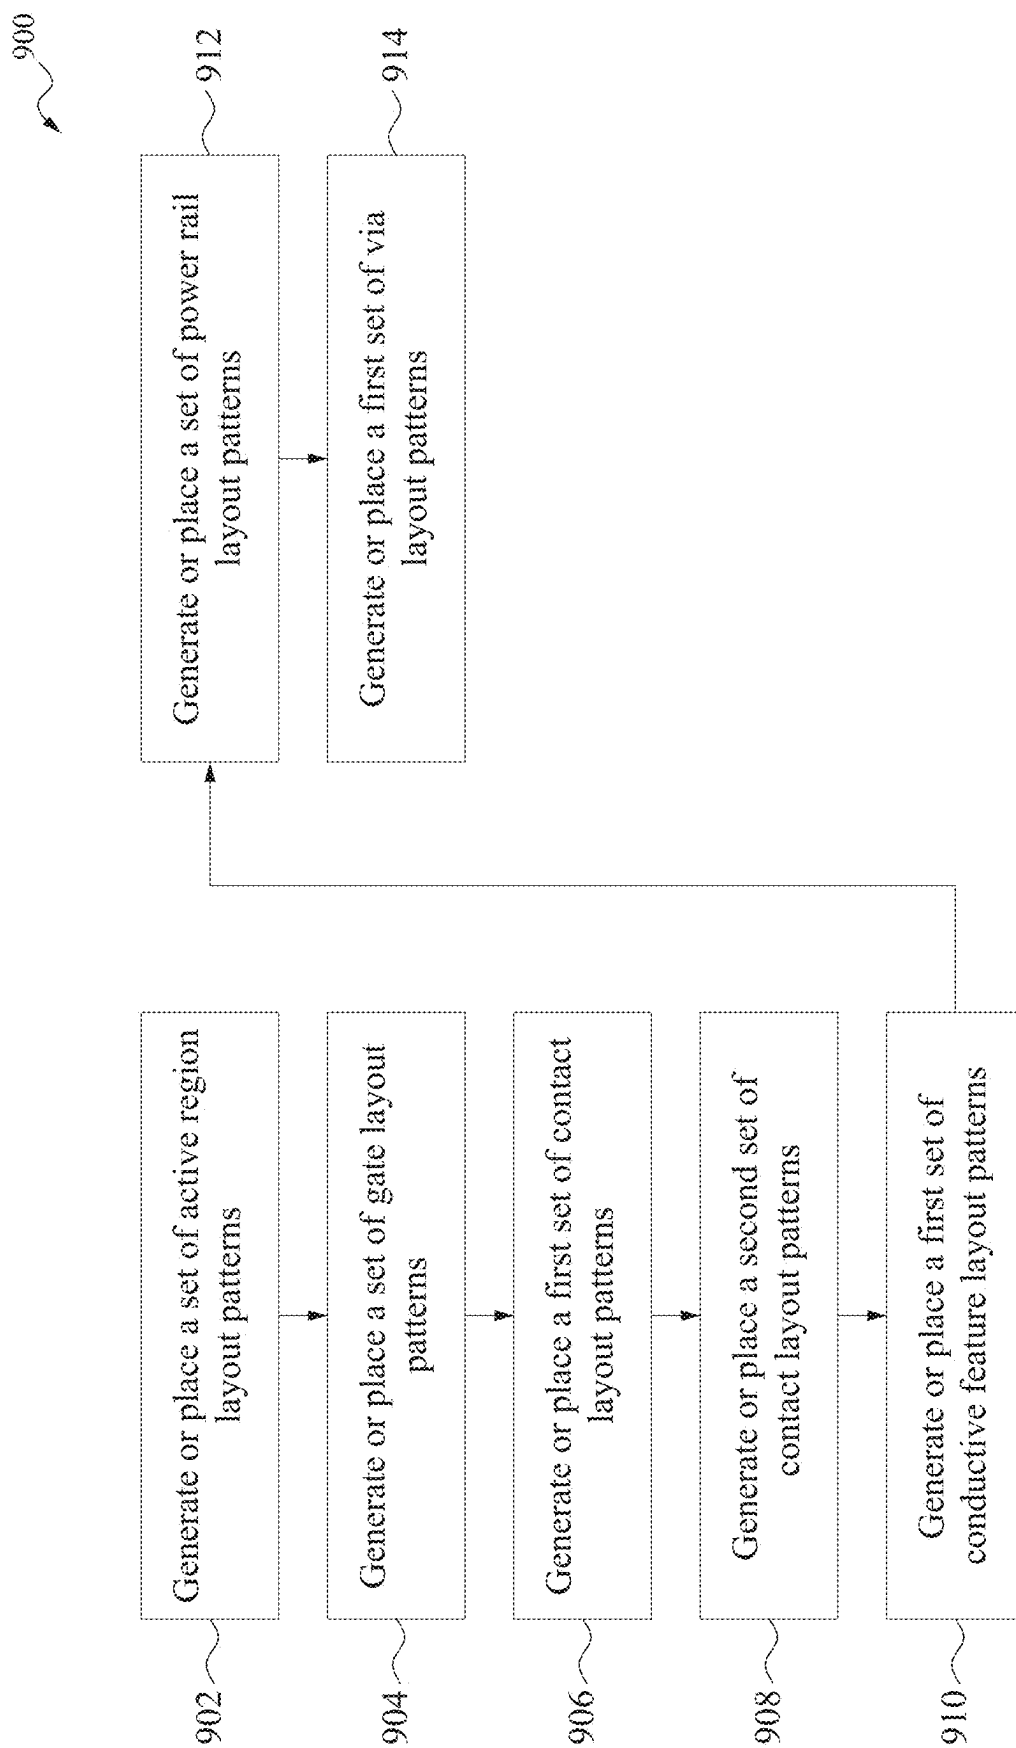 900
902
Generate or place a set of active region
layout patterns
904
Generate or place a set of gate layout
patterns
906
Generate or place a first set of contact
layout patterns
908
Generate or place a second set of
contact layout patterns
910
Generate or place a first set of
conductive feature layout patterns
Generate or place a set of power rail
layout patterns
912
Generate or place a first set of via
layout patterns
914